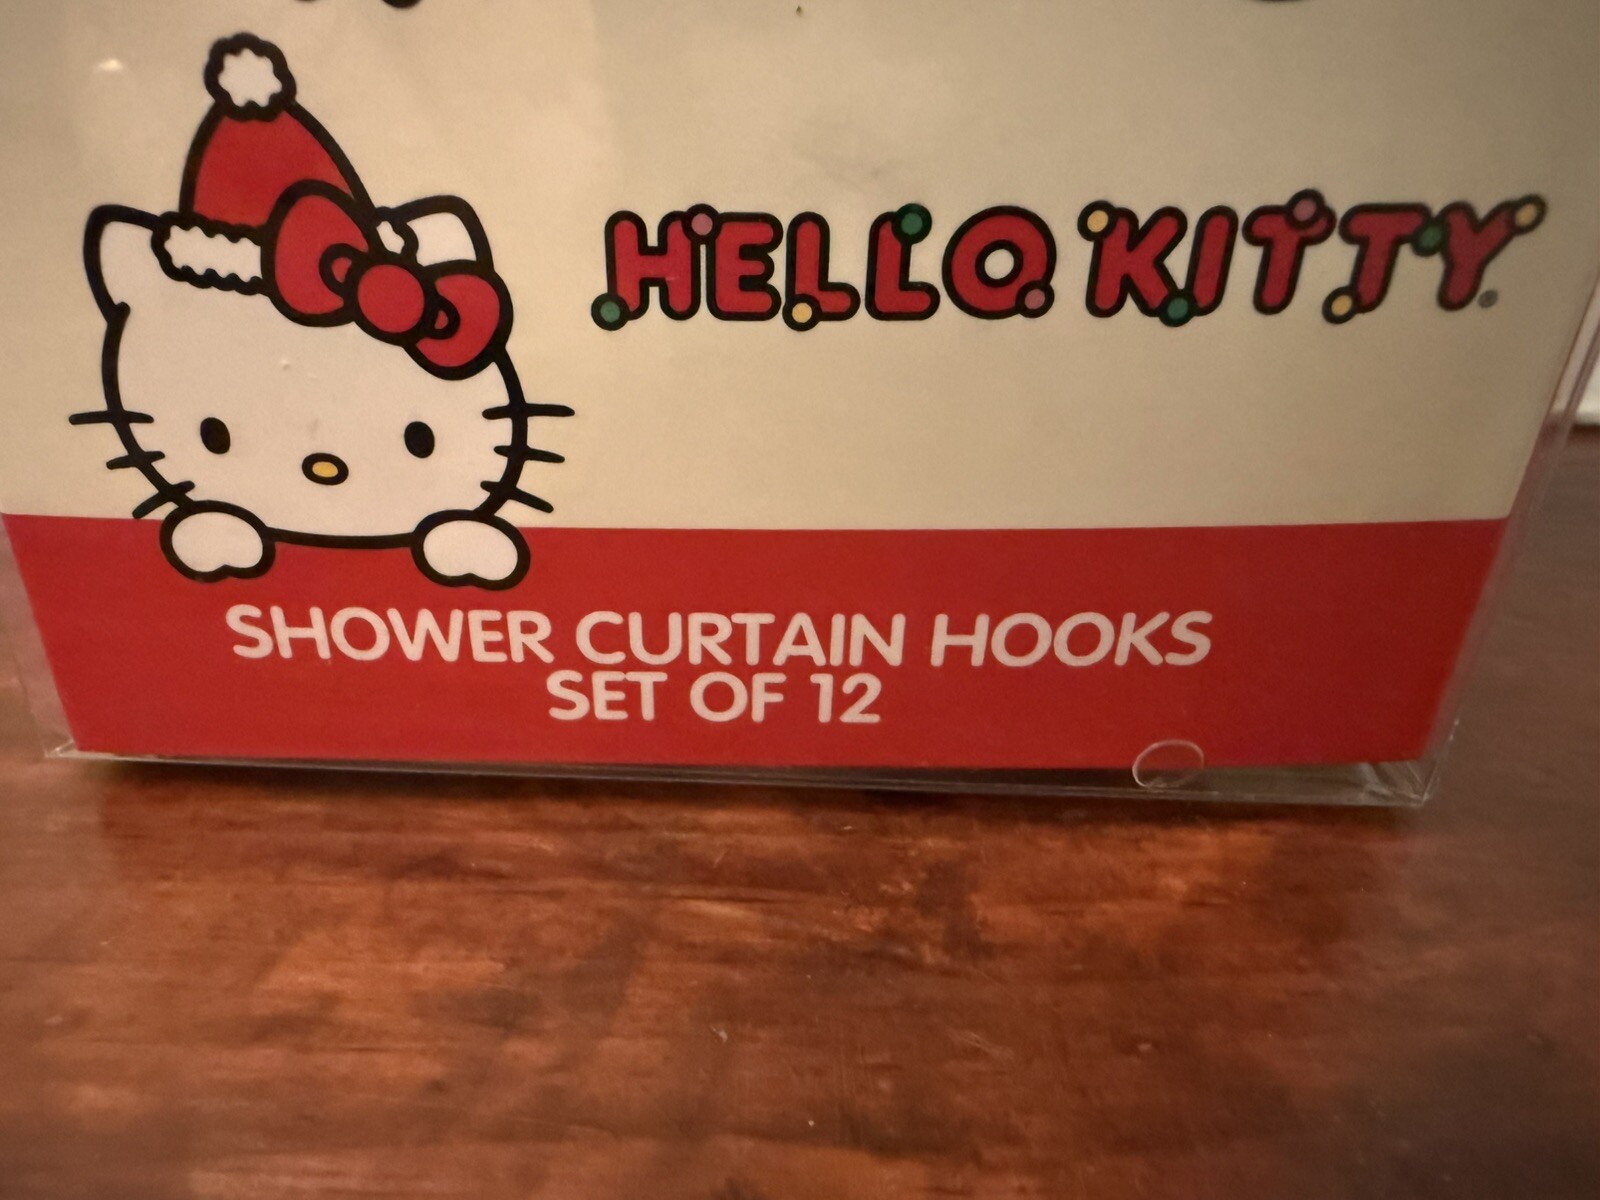 HELLO KITTY®
SHOWER CURTAIN HOOKS
SET OF 12